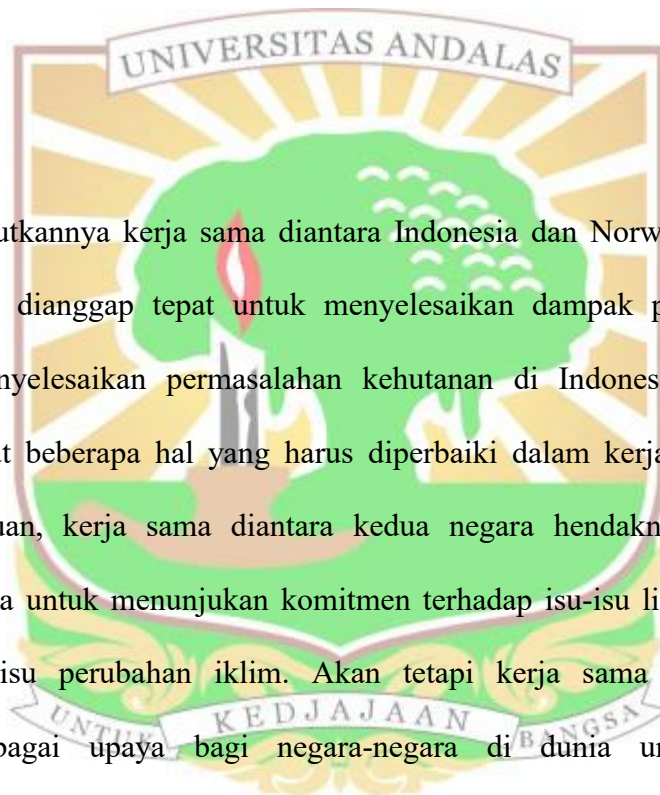 UNIVERSITAS ANDALAS
utkannya kerja sama diantara Indonesia dan Norw
dianggap tepat untuk menyelesaikan dampak p
nyelesaikan permasalahan kehutanan di Indones
t beberapa hal yang harus diperbaiki dalam kerja
uan, kerja sama diantara kedua negara hendakn
a untuk menunjukan komitmen terhadap isu-isu li
isu perubahan iklim. Akan tetapi kerja sama
UNTUK KEDJAJAAN BANGSA
bagai upaya bagi negara-negara di dunia u